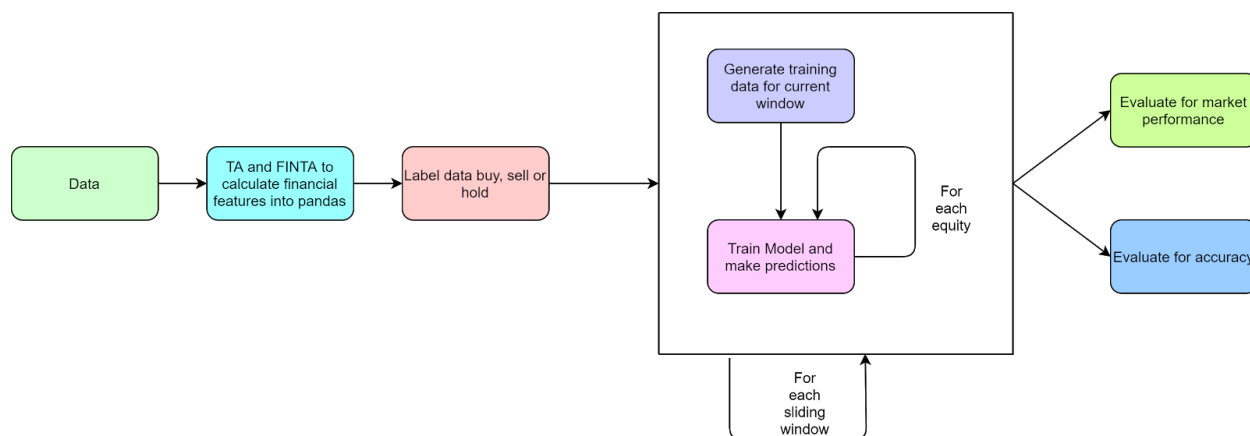 Data
TA and FINTA to
calculate financial
features into pandas
Label data buy, sell or
hold
Generate training
data for current
window
Train Model and
make predictions
For
each
equity
For
each
sliding
window
Evaluate for market
performance
Evaluate for accuracy